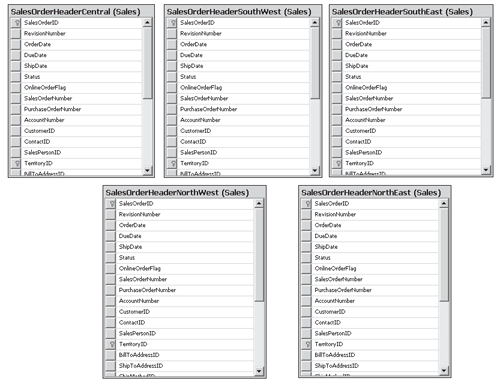 SalesOrderHeaderCentral (Sales)
SalesOrderID
RevisionNumber
OrderDate
DueDate
ShipDate
Status
OnlineOrderFlag
SalesOrderNumber
PurchaseOrderNumber
AccountNumber
CustomerID
ContactID
SalesPersonID
TerritoryID
BillToAddressID
SalesOrderHeaderSouthWest (Sales)
SalesOrderID
RevisionNumber
OrderDate
DueDate
ShipDate
Status
OnlineOrderFlag
SalesOrderNumber
PurchaseOrderNumber
AccountNumber
CustomerID
ContactID
SalesPersonID
TerritoryID
BillToAddressID
SalesOrderHeaderSouthEast (Sales)
SalesOrderID
RevisionNumber
OrderDate
DueDate
ShipDate
Status
OnlineOrderFlag
SalesOrderNumber
PurchaseOrderNumber
AccountNumber
CustomerID
ContactID
SalesPersonID
TerritoryID
BillToAddressID
SalesOrderHeaderNorthWest (Sales)
SalesOrderID
RevisionNumber
OrderDate
DueDate
ShipDate
Status
OnlineOrderFlag
SalesOrderNumber
PurchaseOrderNumber
AccountNumber
CustomerID
ContactID
SalesPersonID
TerritoryID
BillToAddressID
ShipToAddressID
ShipMethodID
SalesOrderHeaderNorthEast (Sales)
SalesOrderID
RevisionNumber
OrderDate
DueDate
ShipDate
Status
OnlineOrderFlag
SalesOrderNumber
PurchaseOrderNumber
AccountNumber
CustomerID
ContactID
SalesPersonID
TerritoryID
BillToAddressID
ShipToAddressID